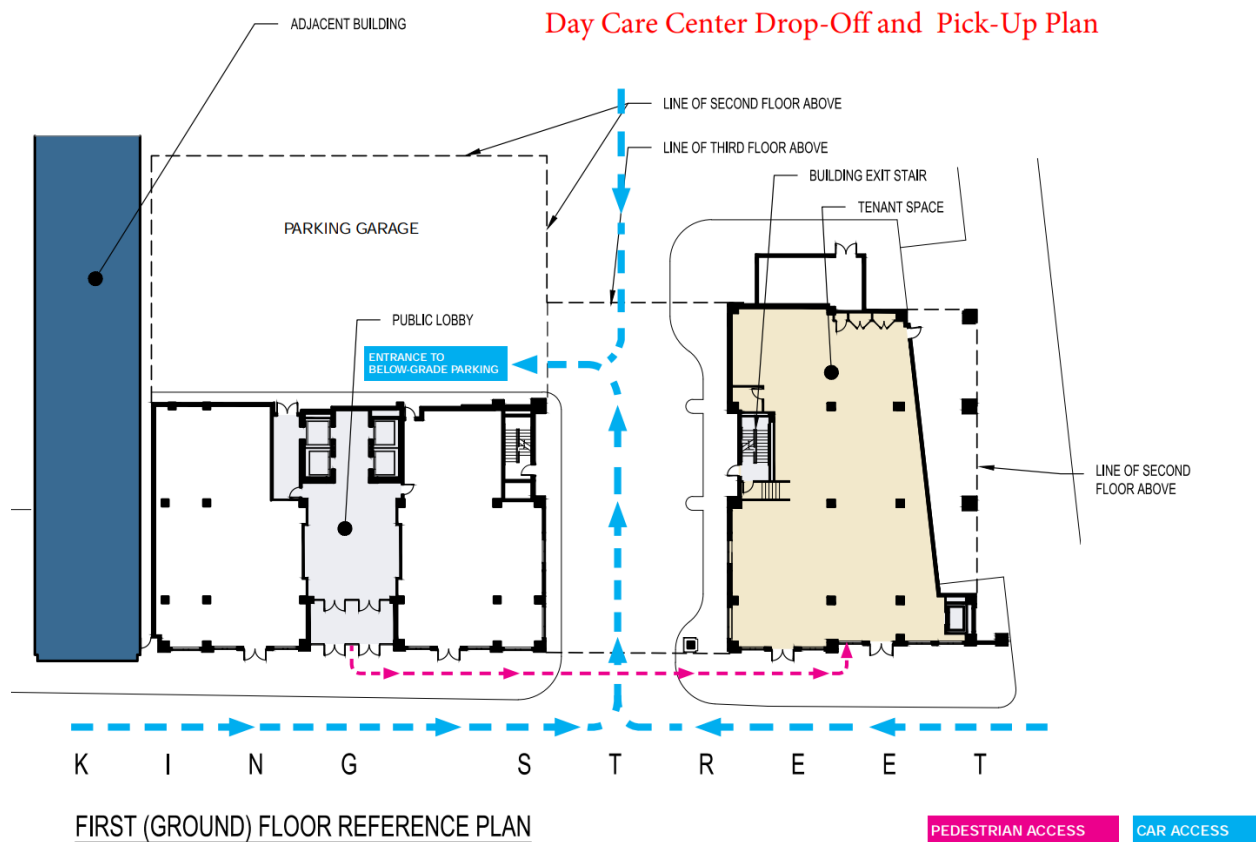 Day Care Center Drop-Off and Pick-Up Plan
ADJACENT BUILDING
LINE OF SECOND FLOOR ABOVE
LINE OF THIRD FLOOR ABOVE
BUILDING EXIT STAIR
TENANT SPACE
PARKING GARAGE
PUBLIC LOBBY
ENTRANCE TO
BELOW-GRADE PARKING
LINE OF SECOND
FLOOR ABOVE
K I N G S T R E E T
FIRST (GROUND) FLOOR REFERENCE PLAN
PEDESTRIAN ACCESS
CAR ACCESS